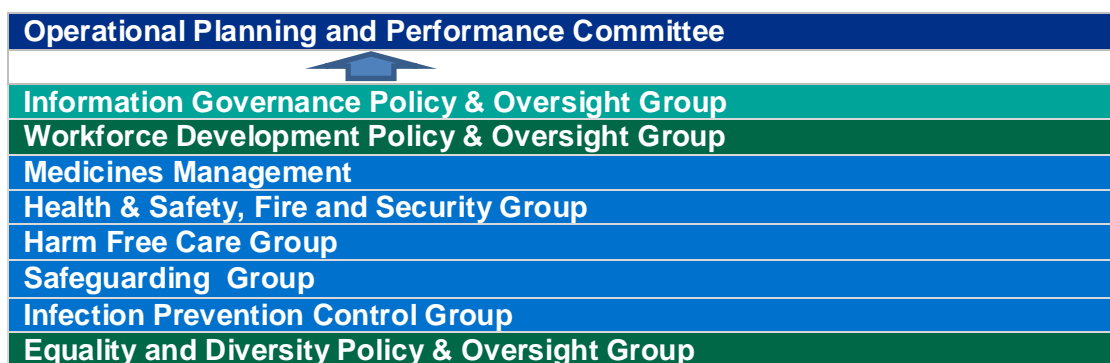 Operational Planning and Performance Committee
Information Governance Policy & Oversight Group
Workforce Development Policy & Oversight Group
Medicines Management
Health & Safety, Fire and Security Group
Harm Free Care Group
Safeguarding  Group
Infection Prevention Control Group
Equality and Diversity Policy & Oversight Group